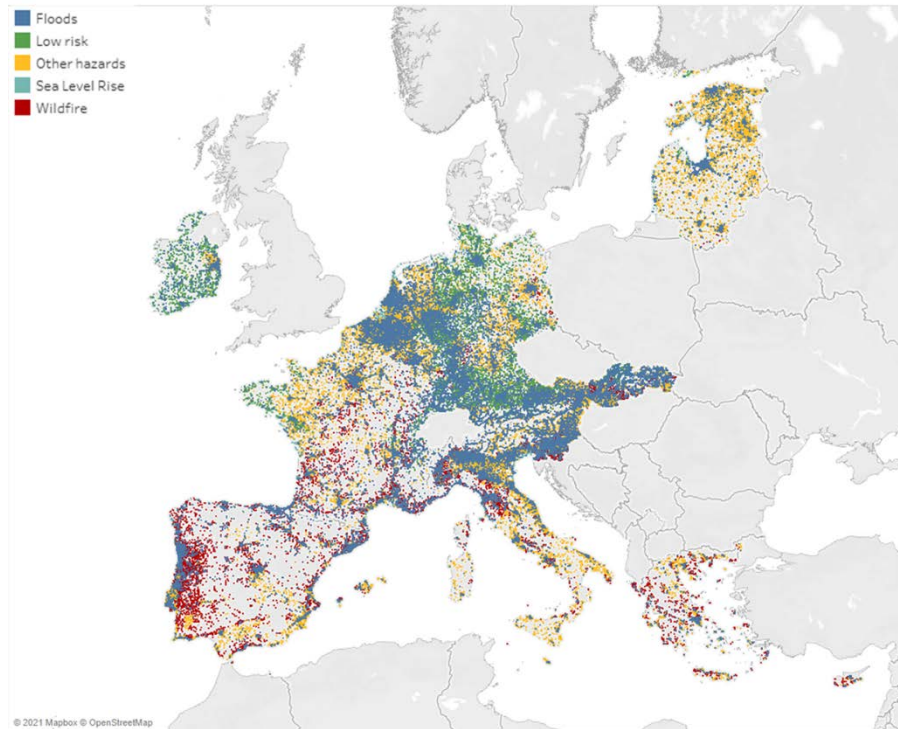 Floods
Low risk
Other hazards
Sea Level Rise
Wildfire
© 2021 Mapbox © OpenStreetMap